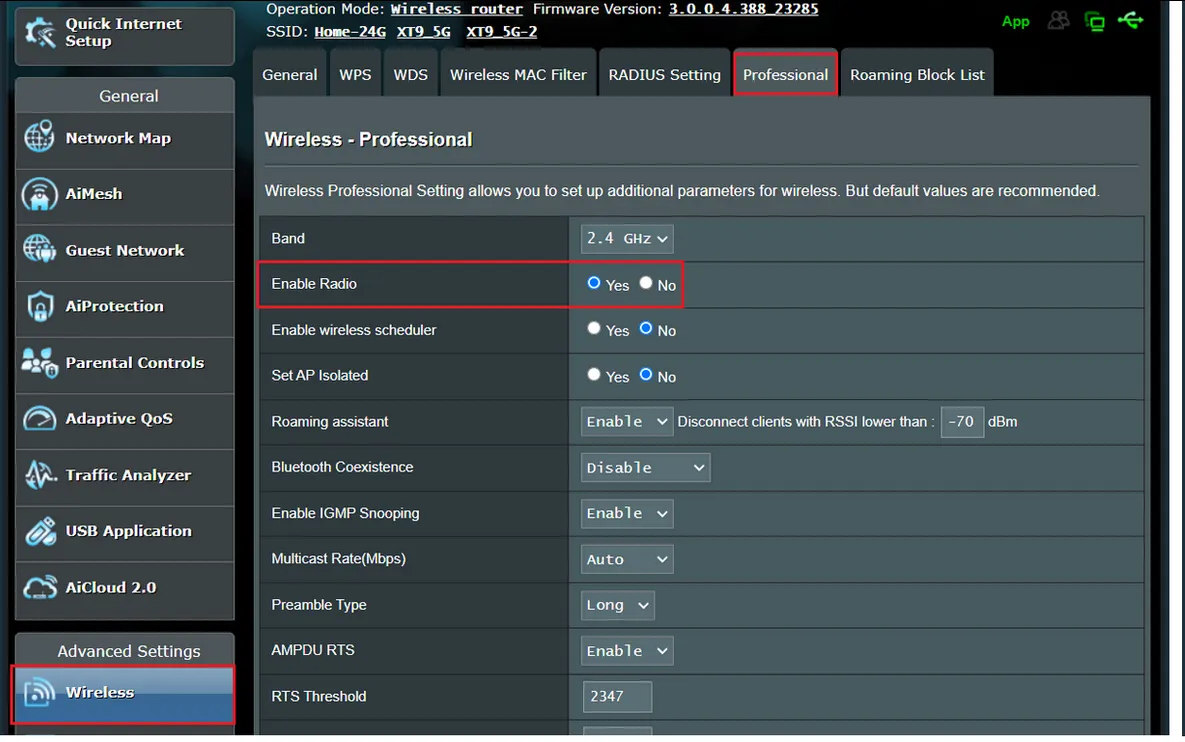 Quick Internet
Setup
Operation Mode: Wireless router Firmware Version: 3.0.0.4.388_23285
SSID: Home-24G XT9_5G XT9_5G-2
App
General WPS WDS Wireless MAC Filter RADIUS Setting Professional Roaming Block List
General
Network Map
AiMesh
Guest Network
AiProtection
Parental Controls
Adaptive QoS
Traffic Analyzer
USB Application
AiCloud 2.0
Advanced Settings
Wireless
Wireless - Professional
Wireless Professional Setting allows you to set up additional parameters for wireless. But default values are recommended.
Band 2.4 GHz
Enable Radio Yes No
Enable wireless scheduler Yes No
Set AP Isolated Yes No
Roaming assistant Enable Disconnect clients with RSSI lower than : -70 dBm
Bluetooth Coexistence Disable
Enable IGMP Snooping Enable
Multicast Rate(Mbps) Auto
Preamble Type Long
AMPDU RTS Enable
RTS Threshold 2347